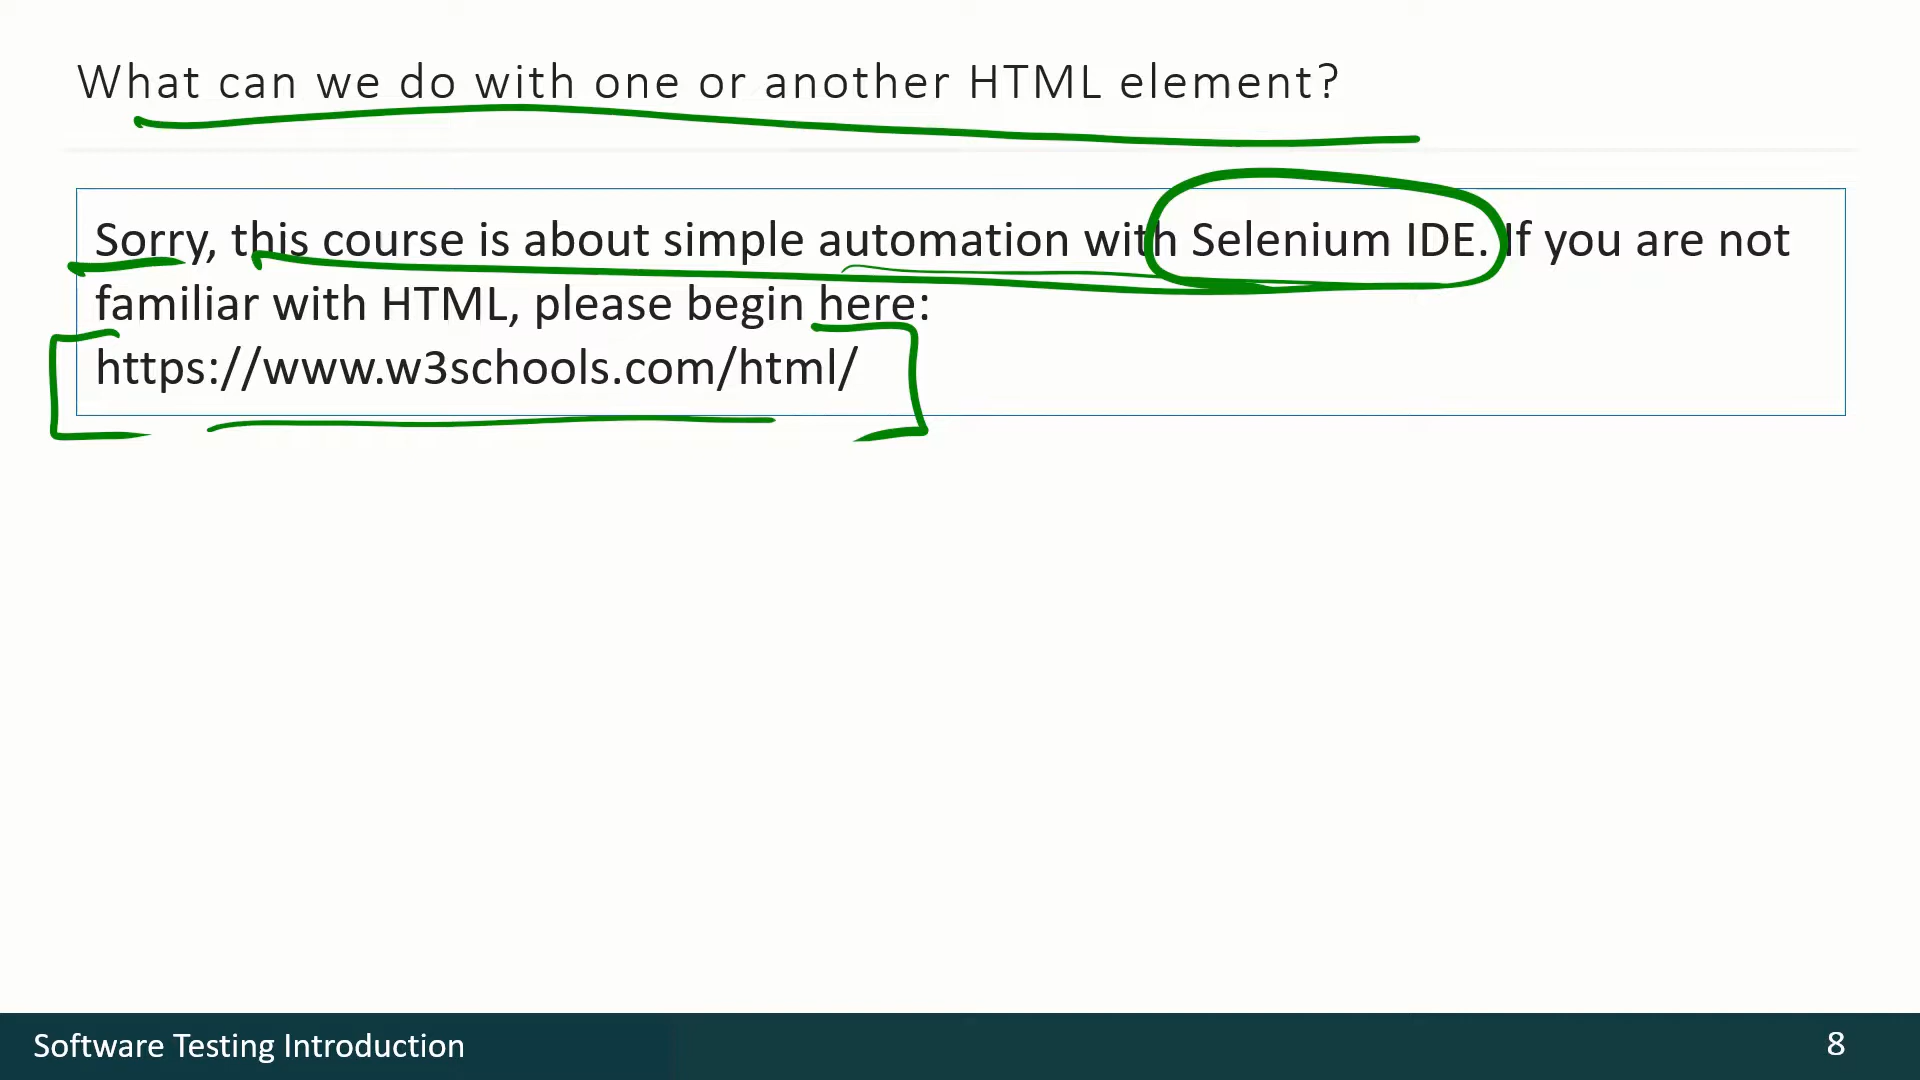 What can we do with one or another HTML element?
Sorry, this course is about simple automation with Selenium IDE. If you are not
familiar with HTML, please begin here:
https://www.w3schools.com/html/
Software Testing Introduction
8